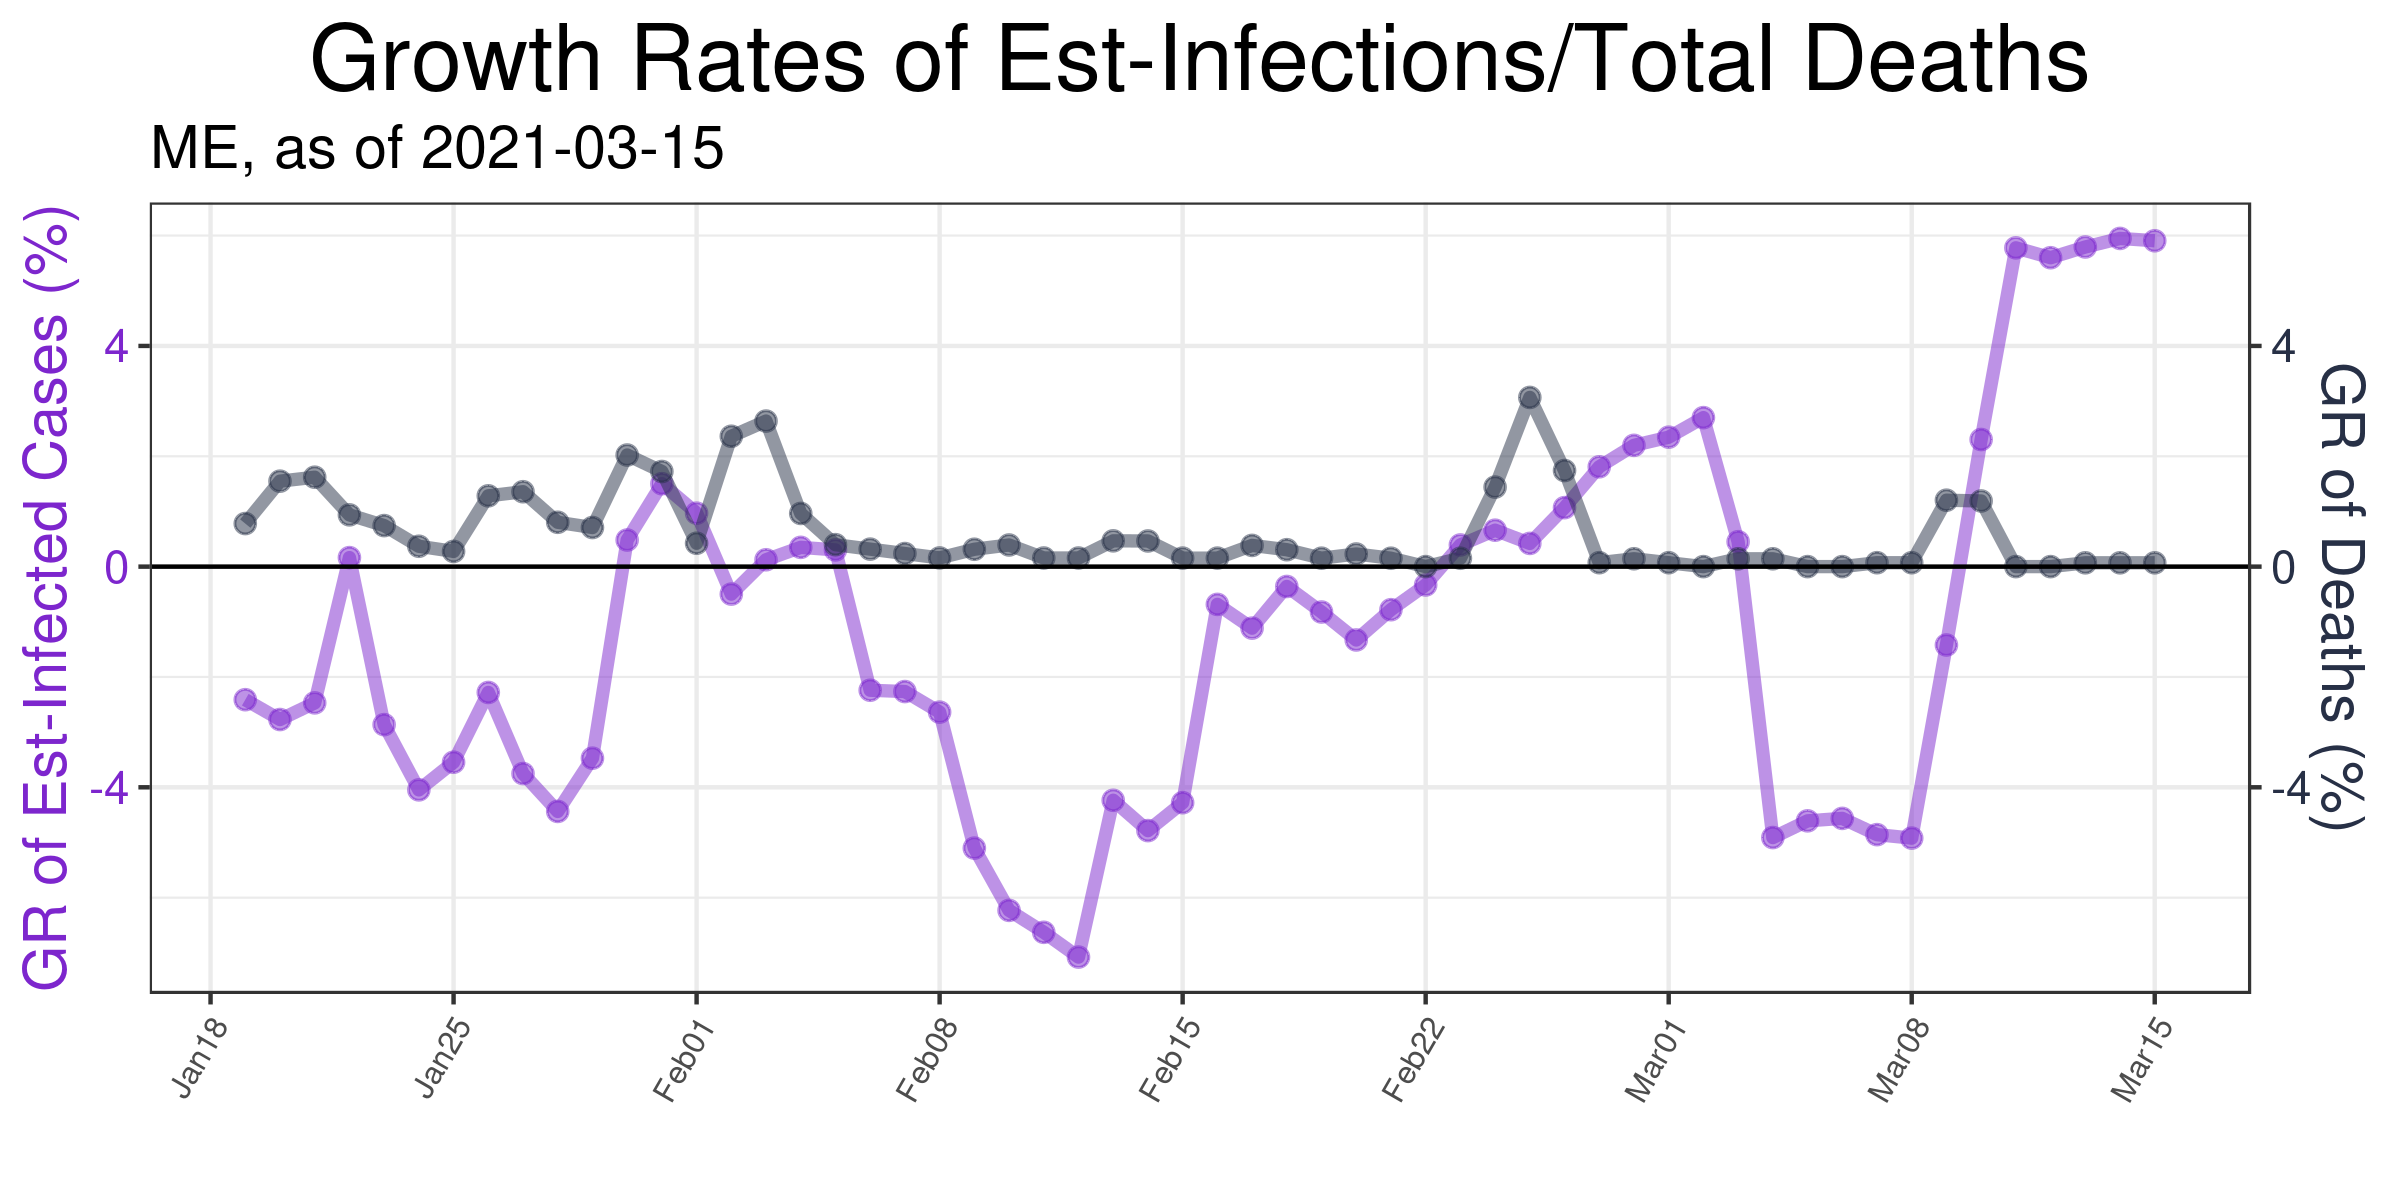 Growth Rates of Est-Infections/Total Deaths
ME, as of 2021-03-15
GR of Est-Infected Cases (%)
4
0
-4
4
0
-4
GR of Deaths (%)
Jan18
Jan25
Feb01
Feb08
Feb15
Feb22
Mar01
Mar08
Mar15